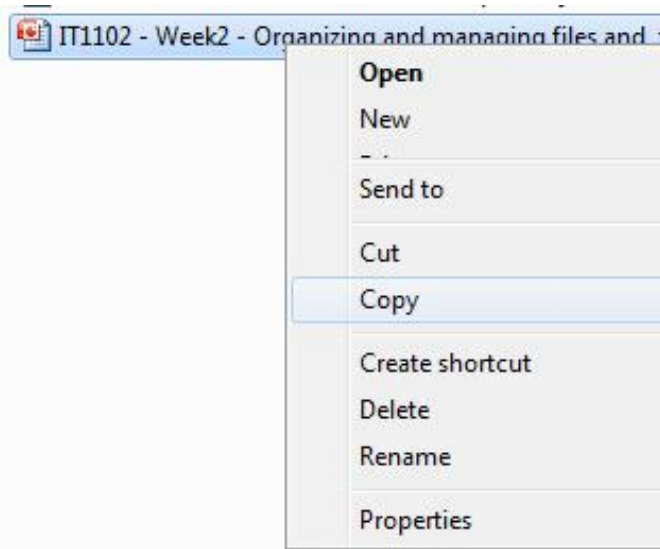 IT1102 - Week2 - Organizing and managing files and
Open
New
Send to
Cut
Copy
Create shortcut
Delete
Rename
Properties